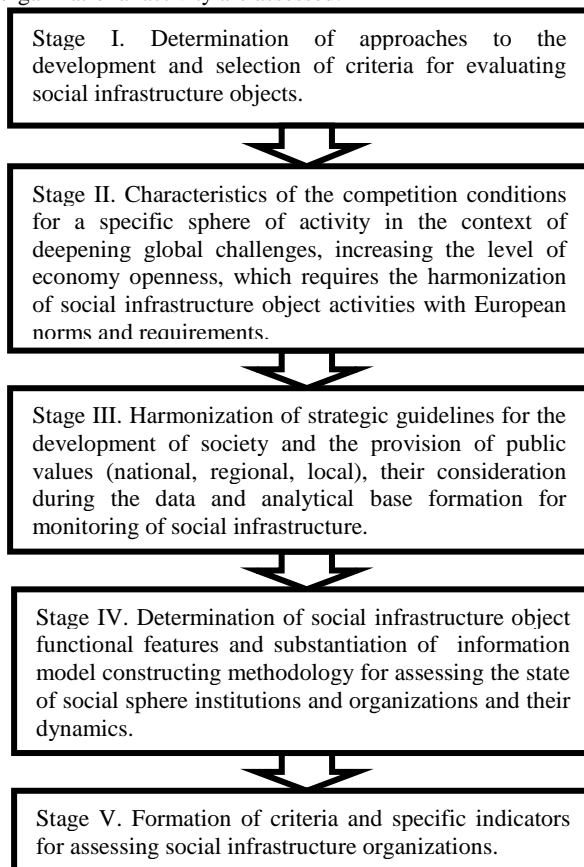 Stage I. Determination of approaches to the
development and selection of criteria for evaluating
social infrastructure objects.
Stage II. Characteristics of the competition conditions
for a specific sphere of activity in the context of
deepening global challenges, increasing the level of
economy openness, which requires the harmonization
of social infrastructure object activities with European
norms and requirements.
Stage III. Harmonization of strategic guidelines for the
development of society and the provision of public
values (national, regional, local), their consideration
during the data and analytical base formation for
monitoring of social infrastructure.
Stage IV. Determination of social infrastructure object
functional features and substantiation of information
model constructing methodology for assessing the state
of social sphere institutions and organizations and their
dynamics.
Stage V. Formation of criteria and specific indicators
for assessing social infrastructure organizations.